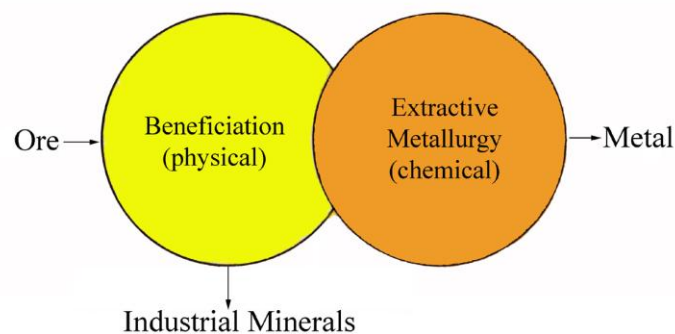 Ore
Beneficiation
(physical)
Extractive
Metallurgy
(chemical)
Metal
Industrial Minerals